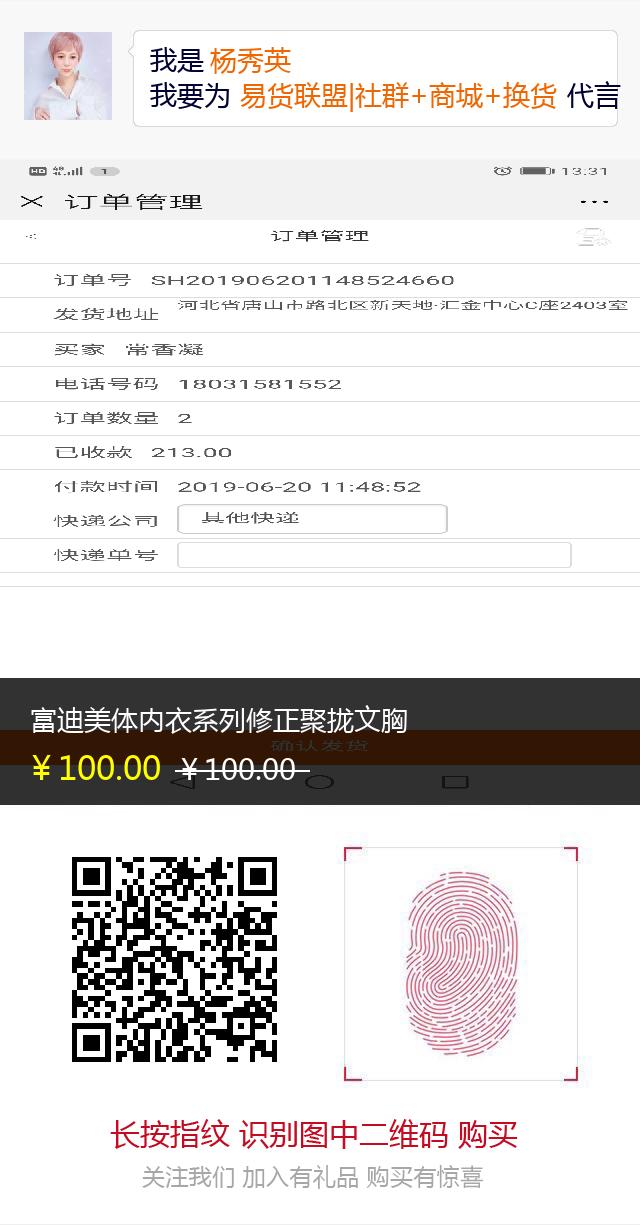 我是 杨秀英
我要为 易货联盟|社群+商城+换货 代言
HD 4G 1 13:31
× 订单管理 ...
< 订单管理
订单号 SH201906201148524660
发货地址 河北省唐山市路北区新天地·汇金中心C座2403室
买家 常香凝
电话号码 18031581552
订单数量 2
已收款 213.00
付款时间 2019-06-20 11:48:52
快递公司 其他快递
快递单号
富迪美体内衣系列修正聚拢文胸
确认发货
¥100.00 ¥100.00
长按指纹 识别图中二维码 购买
关注我们 加入有礼品 购买有惊喜